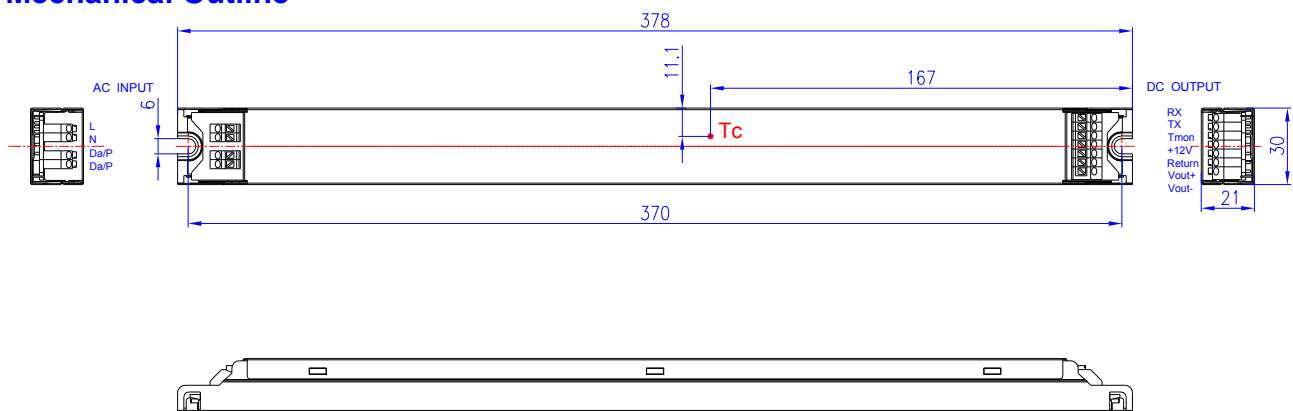 Mechanical Outline
378
11.1
167
AC INPUT
DC OUTPUT
6
L
N
Da/P
Da/P
Tc
RX
TX
Tmon
+12V
Return
Vout+
Vout-
30
21
370